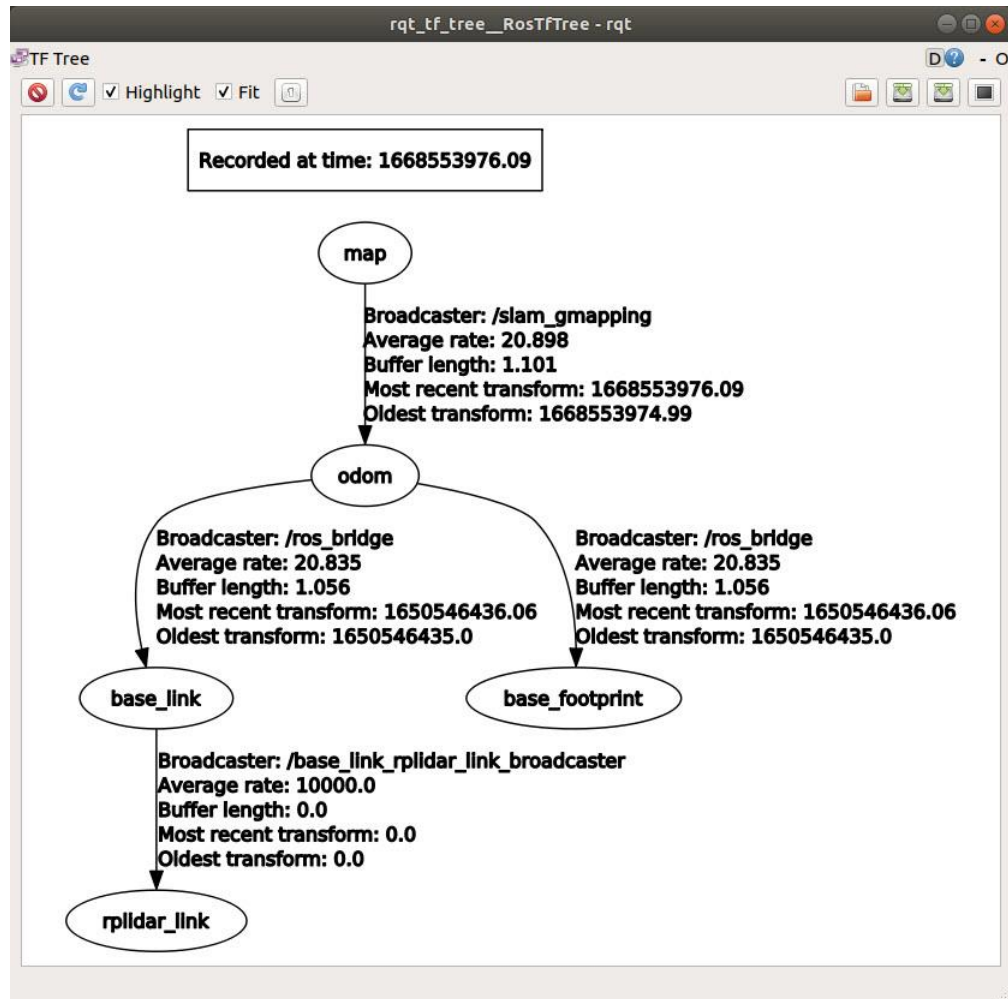 rqt_tf_tree__RosTfTree - rqt
TF Tree
D
- O
Highlight
Fit
Recorded at time: 1668553976.09
map
Broadcaster: /slam_gmapping
Average rate: 20.898
Buffer length: 1.101
Most recent transform: 1668553976.09
Oldest transform: 1668553974.99
odom
Broadcaster: /ros_bridge
Average rate: 20.835
Buffer length: 1.056
Most recent transform: 1650546436.06
Oldest transform: 1650546435.0
Broadcaster: /ros_bridge
Average rate: 20.835
Buffer length: 1.056
Most recent transform: 1650546436.06
Oldest transform: 1650546435.0
base_link
base_footprint
Broadcaster: /base_link_rplidar_link_broadcaster
Average rate: 10000.0
Buffer length: 0.0
Most recent transform: 0.0
Oldest transform: 0.0
rplidar_link